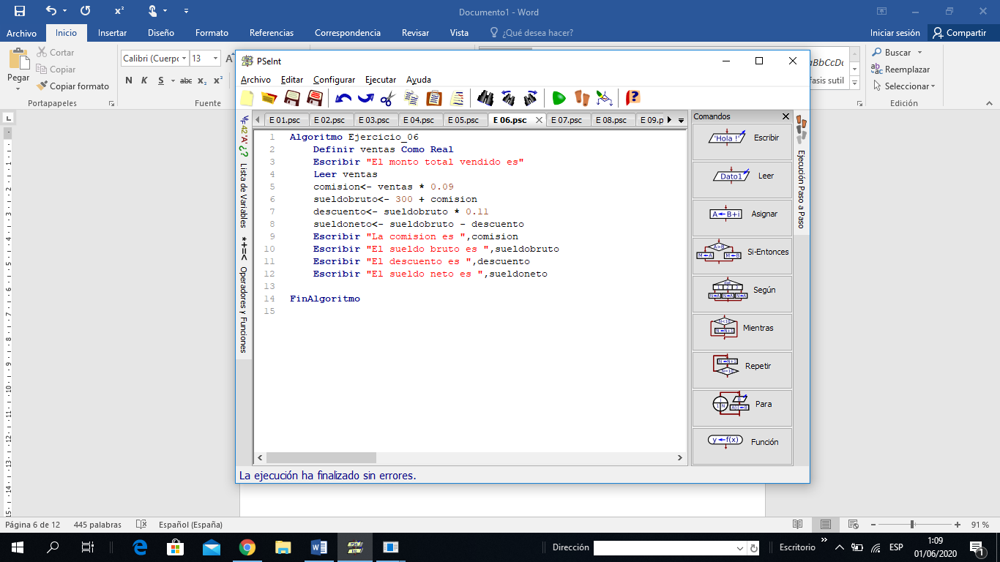 Documento1 - Word
Archivo Inicio Insertar Diseño Formato Referencias Correspondencia Revisar Vista ¿Qué desea hacer? Iniciar sesión Compartir
Pegar
Cortar
Copiar
Copiar formato
Portapapeles
Calibri (Cuerpo 13
N K S abc x₂ x²
Fuente
fasis sutil
Buscar
Reemplazar
Seleccionar
Edición
PSeInt
Archivo Editar Configurar Ejecutar Ayuda
E 01.psc E 02.psc E 03.psc E 04.psc E 05.psc E 06.psc E 07.psc E 08.psc E 09.p
Lista de Variables
*+=< Operadores y Funciones
1 Algoritmo Ejercicio_06
2 Definir ventas Como Real
3 Escribir "El monto total vendido es"
4 Leer ventas
5 comision<- ventas * 0.09
6 sueldobruto<- 300 + comision
7 descuento<- sueldobruto * 0.11
8 sueldoneto<- sueldobruto - descuento
9 Escribir "La comision es ",comision
10 Escribir "El sueldo bruto es ",sueldobruto
11 Escribir "El descuento es ",descuento
12 Escribir "El sueldo neto es ",sueldoneto
13
14 FinAlgoritmo
15
Comandos
'Hola !' Escribir
Dato1 Leer
A←B+i Asignar
A>B M←A M←B Si-Entonces
Según
Mientras
Repetir
Para
y←f(x) Función
Ejecución Paso a Paso
La ejecución ha finalizado sin errores.
Página 6 de 12 445 palabras Español (España) 91 %
Dirección Escritorio ESP 1:09
01/06/2020